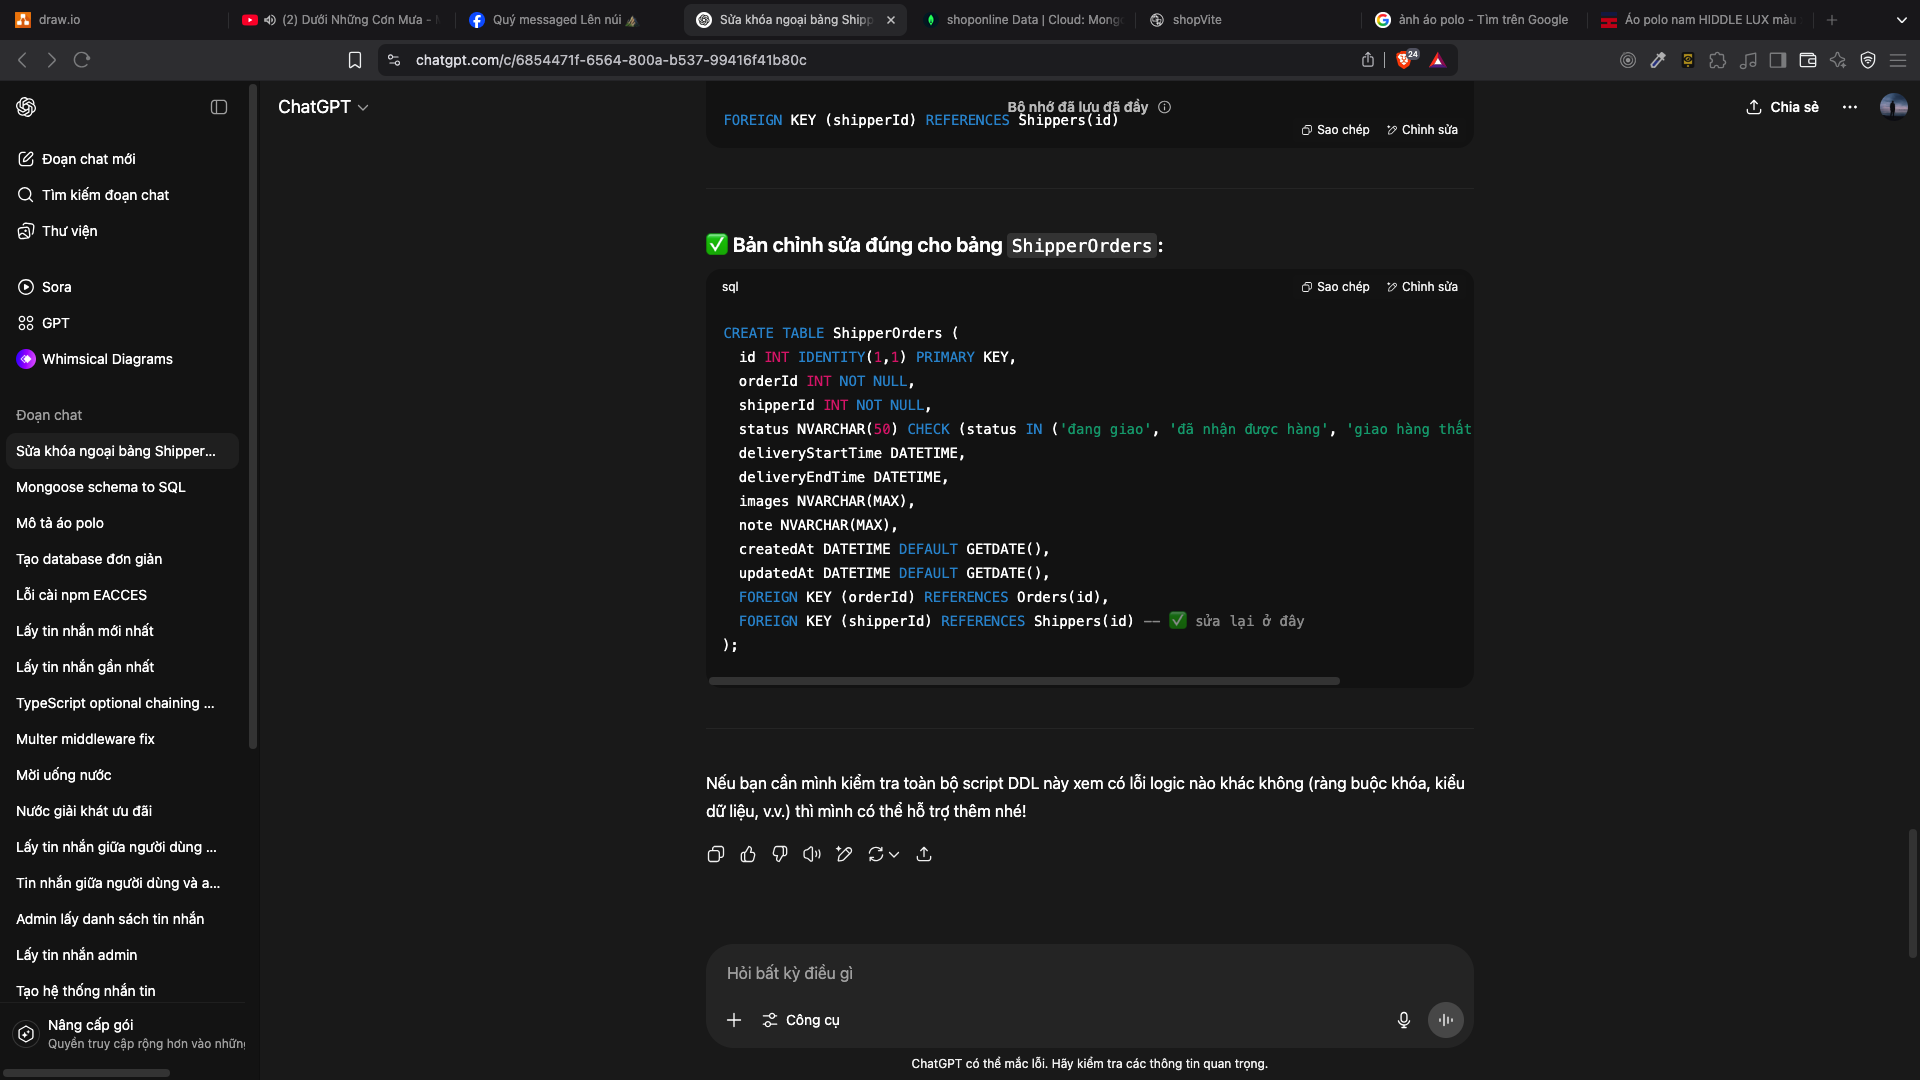 draw.io
(2) Dưới Những Cơn Mưa -
Quý messaged Lên núi
Sửa khóa ngoại bảng Shipp
shoponline Data | Cloud: Mong
shopVite
ảnh áo polo - Tìm trên Google
Áo polo nam HIDDLE LUX màu
chatgpt.com/c/6854471f-6564-800a-b537-99416f41b80c
24
ChatGPT
Bộ nhớ đã lưu đã đầy
Chia sẻ
Đoạn chat mới
Tìm kiếm đoạn chat
Thư viện
Sora
GPT
Whimsical Diagrams
Đoạn chat
Sửa khóa ngoại bảng Shipper...
Mongoose schema to SQL
Mô tả áo polo
Tạo database đơn giản
Lỗi cài npm EACCES
Lấy tin nhắn mới nhất
Lấy tin nhắn gần nhất
TypeScript optional chaining ...
Multer middleware fix
Mời uống nước
Nước giải khát ưu đãi
Lấy tin nhắn giữa người dùng ...
Tin nhắn giữa người dùng và a...
Admin lấy danh sách tin nhắn
Lấy tin nhắn admin
Tạo hệ thống nhắn tin
Nâng cấp gói
Quyền truy cập rộng hơn vào những
FOREIGN KEY (shipperId) REFERENCES Shippers(id)
Sao chép
Chỉnh sửa
✅ Bản chỉnh sửa đúng cho bảng ShipperOrders:
sql
Sao chép
Chỉnh sửa
CREATE TABLE ShipperOrders (
id INT IDENTITY(1,1) PRIMARY KEY,
orderId INT NOT NULL,
shipperId INT NOT NULL,
status NVARCHAR(50) CHECK (status IN ('đang giao', 'đã nhận được hàng', 'giao hàng thất
deliveryStartTime DATETIME,
deliveryEndTime DATETIME,
images NVARCHAR(MAX),
note NVARCHAR(MAX),
createdAt DATETIME DEFAULT GETDATE(),
updatedAt DATETIME DEFAULT GETDATE(),
FOREIGN KEY (orderId) REFERENCES Orders(id),
FOREIGN KEY (shipperId) REFERENCES Shippers(id) -- ✅ sửa lại ở đây
);
Nếu bạn cần mình kiểm tra toàn bộ script DDL này xem có lỗi logic nào khác không (ràng buộc khóa, kiểu
dữ liệu, v.v.) thì mình có thể hỗ trợ thêm nhé!
Hỏi bất kỳ điều gì
Công cụ
ChatGPT có thể mắc lỗi. Hãy kiểm tra các thông tin quan trọng.